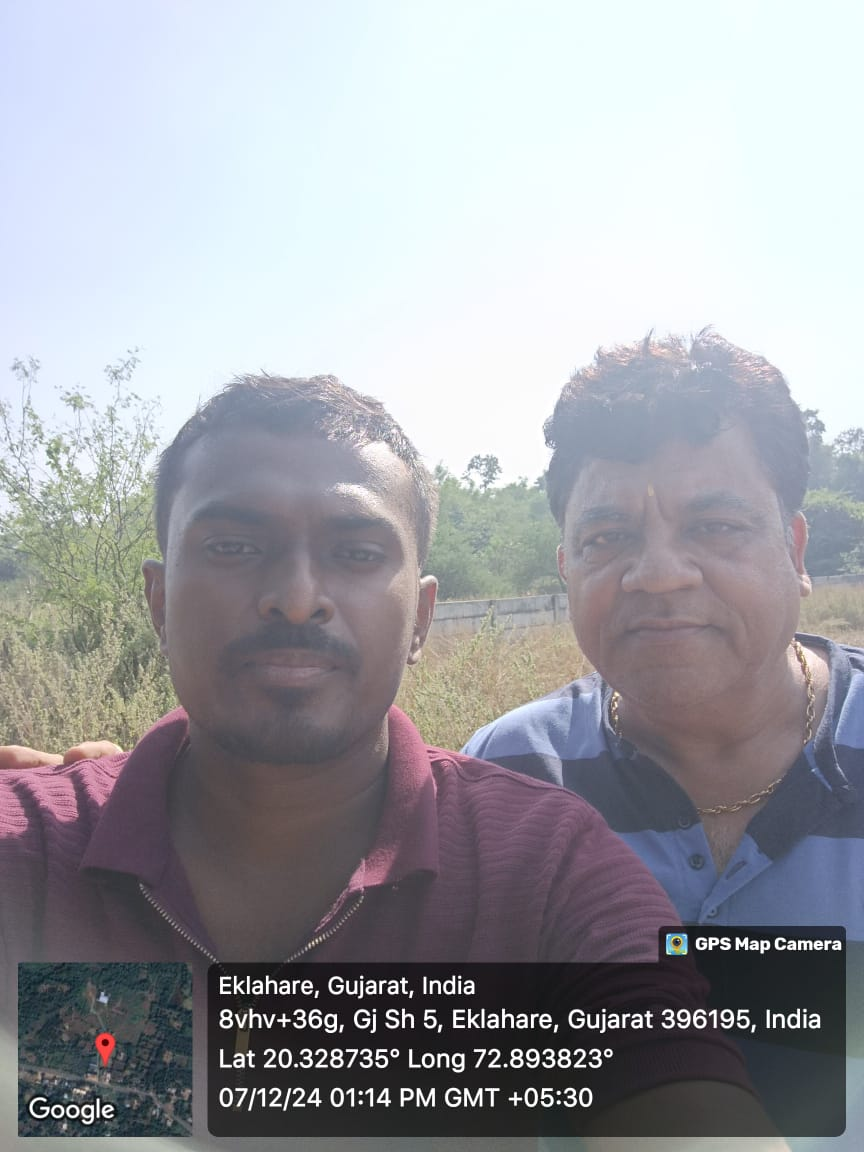 GPS Map Camera
Eklahare, Gujarat, India
8vhv+36g, Gj Sh 5, Eklahare, Gujarat 396195, India
Lat 20.328735° Long 72.893823°
07/12/24 01:14 PM GMT +05:30
Google